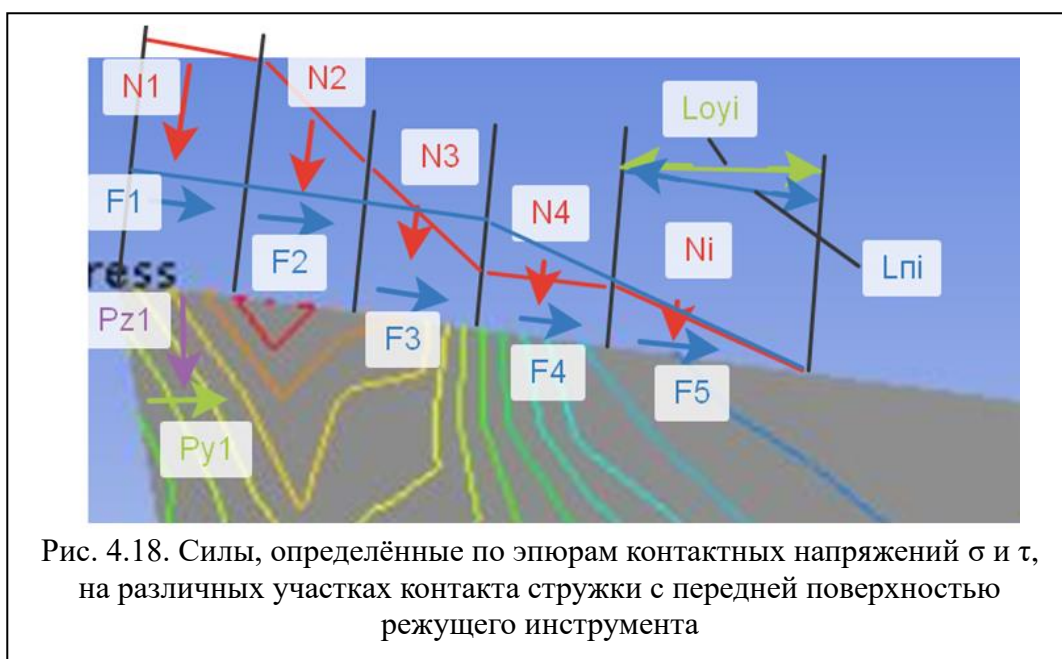 N1
N2
Loyi
N3
F1
N4
Ni
F2
Lпi
ress
Pz1
F3
F4
F5
Py1
Рис. 4.18. Силы, определённые по эпюрам контактных напряжений σ и τ,
на различных участках контакта стружки с передней поверхностью
режущего инструмента